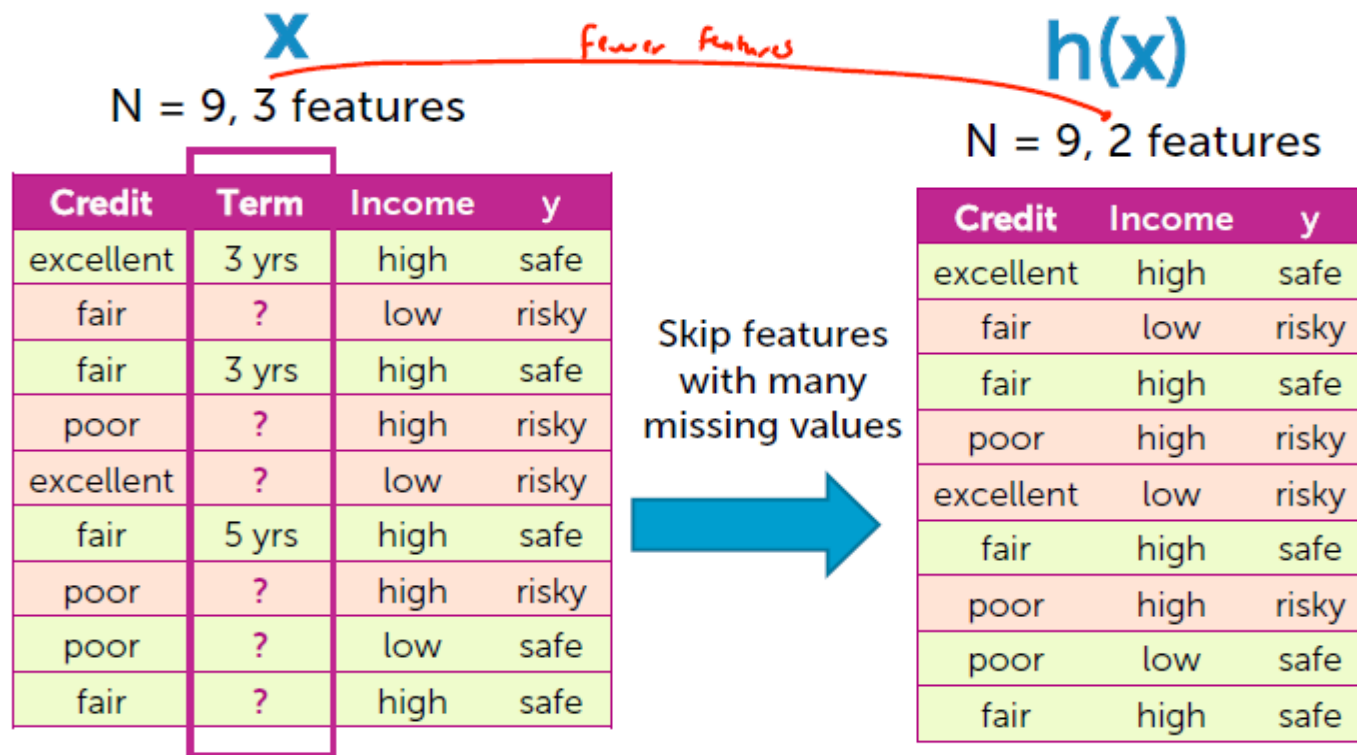 x
fewer features
h(x)
N = 9, 3 features
N = 9, 2 features
Credit Term Income y
excellent 3 yrs high safe
fair ? low risky
fair 3 yrs high safe
poor ? high risky
excellent ? low risky
fair 5 yrs high safe
poor ? high risky
poor ? low safe
fair ? high safe
Skip features
with many
missing values
Credit Income y
excellent high safe
fair low risky
fair high safe
poor high risky
excellent low risky
fair high safe
poor high risky
poor low safe
fair high safe